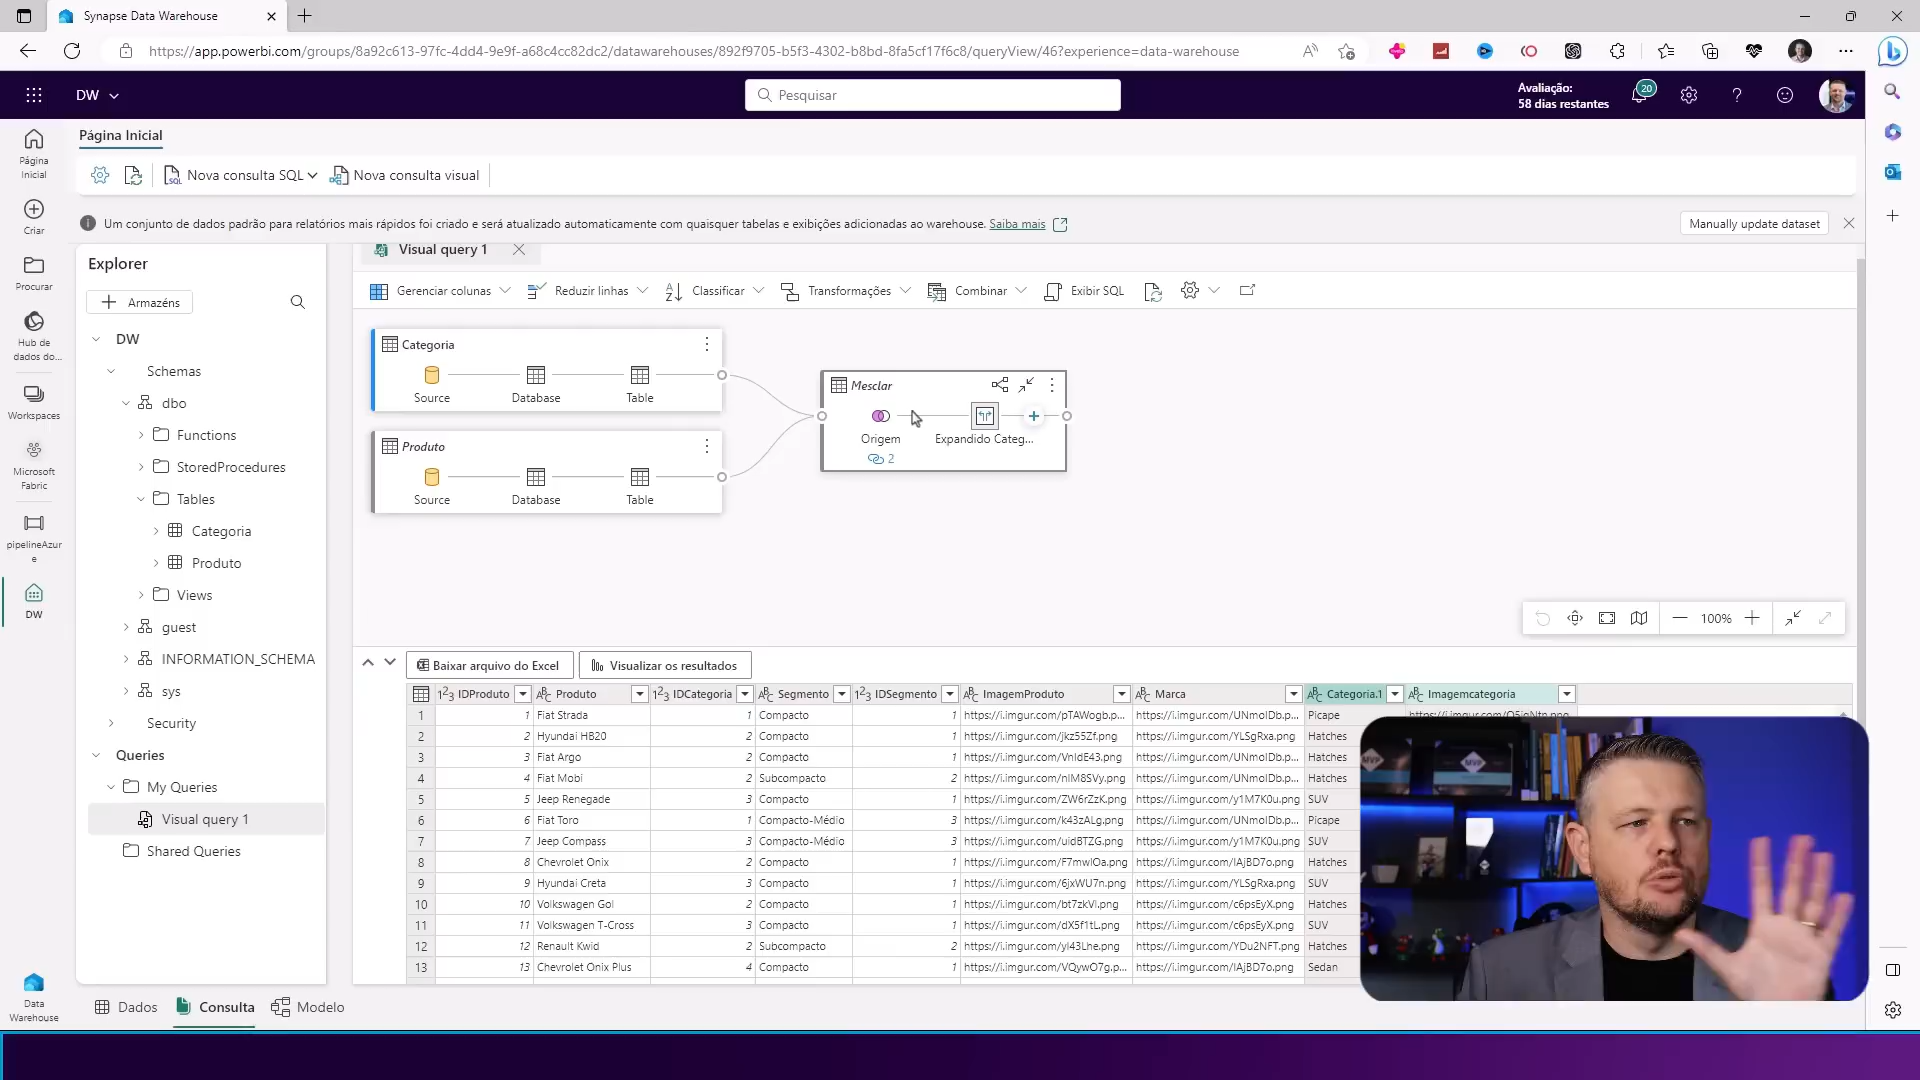 Synapse Data Warehouse
https://app.powerbi.com/groups/8a92c613-97fc-4dd4-9e9f-a68c4cc82dc2/datawarehouses/892f9705-b5f3-4302-b8bd-8fa5cf17f6c8/queryView/46?experience=data-warehouse
DW
Pesquisar
Avaliação:
58 dias restantes
20
Página Inicial
Nova consulta SQL
Nova consulta visual
Um conjunto de dados padrão para relatórios mais rápidos foi criado e será atualizado automaticamente com quaisquer tabelas e exibições adicionadas ao warehouse. Saiba mais
Manually update dataset
Página
Inicial
Criar
Procurar
Hub de
dados do...
Workspaces
Microsoft
Fabric
pipelineAzur
e
DW
Data
Warehouse
Explorer
Armazéns
DW
Schemas
dbo
Functions
StoredProcedures
Tables
Categoria
Produto
Views
guest
INFORMATION_SCHEMA
sys
Security
Queries
My Queries
Visual query 1
Shared Queries
Visual query 1
Gerenciar colunas
Reduzir linhas
Classificar
Transformações
Combinar
Exibir SQL
Categoria
Source
Database
Table
Produto
Source
Database
Table
Mesclar
Origem
Expandido Categ...
2
100%
Baixar arquivo do Excel
Visualizar os resultados
IDProduto Produto IDCategoria Segmento IDSegmento ImagemProduto Marca Categoria.1 Imagemcategoria
1 1 Fiat Strada 1 Compacto 1 https://i.imgur.com/pTAWogb.p... https://i.imgur.com/UNmoIDb.p... Picape
2 2 Hyundai HB20 2 Compacto 1 https://i.imgur.com/jkz55Zf.png https://i.imgur.com/YLSgRxa.png Hatches
3 3 Fiat Argo 2 Compacto 1 https://i.imgur.com/VnIdE43.png https://i.imgur.com/UNmoIDb.p... Hatches
4 4 Fiat Mobi 2 Subcompacto 2 https://i.imgur.com/nIM8SVy.png https://i.imgur.com/UNmoIDb.p... Hatches
5 5 Jeep Renegade 3 Compacto 1 https://i.imgur.com/ZW6rZzK.png https://i.imgur.com/y1M7K0u.png SUV
6 6 Fiat Toro 1 Compacto-Médio 3 https://i.imgur.com/k43zALg.png https://i.imgur.com/UNmoIDb.p... Picape
7 7 Jeep Compass 3 Compacto-Médio 3 https://i.imgur.com/uidBTZG.png https://i.imgur.com/y1M7K0u.png SUV
8 8 Chevrolet Onix 2 Compacto 1 https://i.imgur.com/F7mwIOa.png https://i.imgur.com/IAjBD7o.png Hatches
9 9 Hyundai Creta 3 Compacto 1 https://i.imgur.com/6jxWU7n.png https://i.imgur.com/YLSgRxa.png SUV
10 10 Volkswagen Gol 2 Compacto 1 https://i.imgur.com/bt7zkVl.png https://i.imgur.com/c6psEyX.png Hatches
11 11 Volkswagen T-Cross 3 Compacto 1 https://i.imgur.com/dX5f1tL.png https://i.imgur.com/c6psEyX.png SUV
12 12 Renault Kwid 2 Subcompacto 2 https://i.imgur.com/yI43Lhe.png https://i.imgur.com/YDu2NFT.png Hatches
13 13 Chevrolet Onix Plus 4 Compacto 1 https://i.imgur.com/VQywO7g.p... https://i.imgur.com/IAjBD7o.png Sedan
MVP
MVP
Dados
Consulta
Modelo